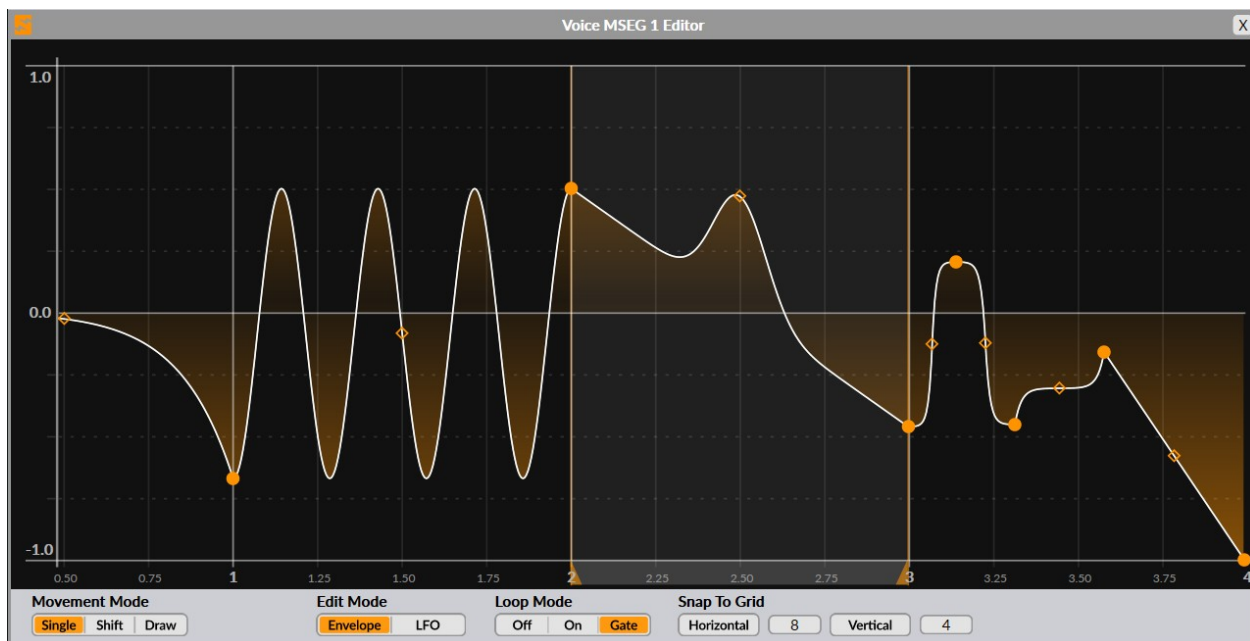 Voice MSEG 1 Editor X
1.0
0.0
-1.0
0.50 0.75 1 1.25 1.50 1.75 2 2.25 2.50 2.75 3 3.25 3.50 3.75 4
Movement Mode Edit Mode Loop Mode Snap To Grid
Single Shift Draw Envelope LFO Off On Gate Horizontal 8 Vertical 4